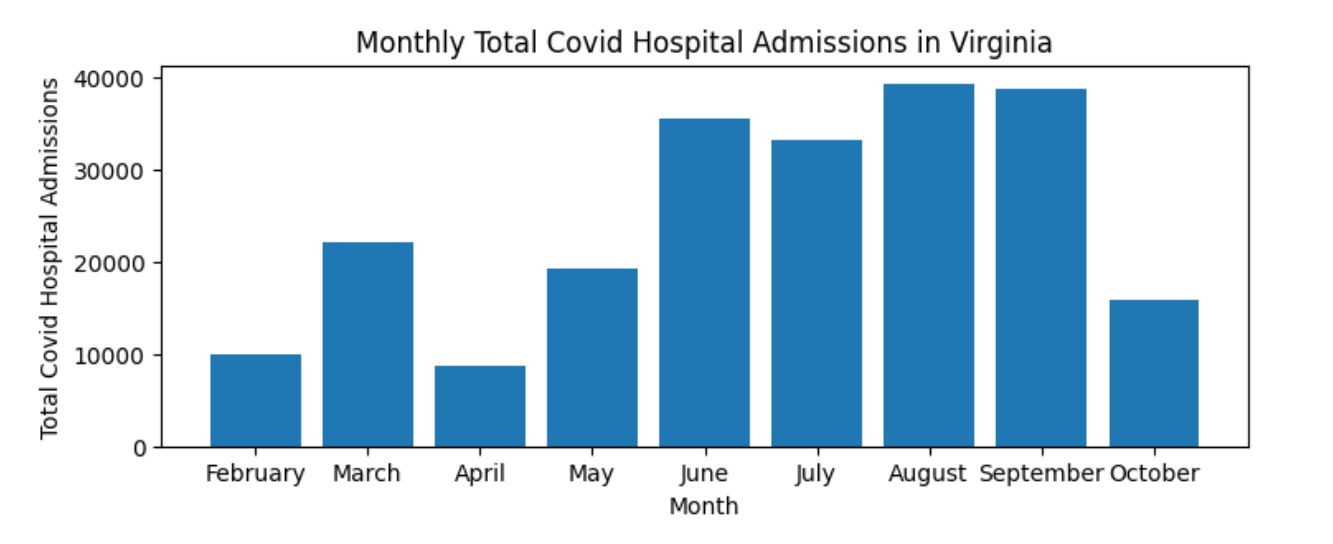 Monthly Total Covid Hospital Admissions in Virginia
Total Covid Hospital Admissions
40000
30000
20000
10000
0
February March April May June July August September October
Month